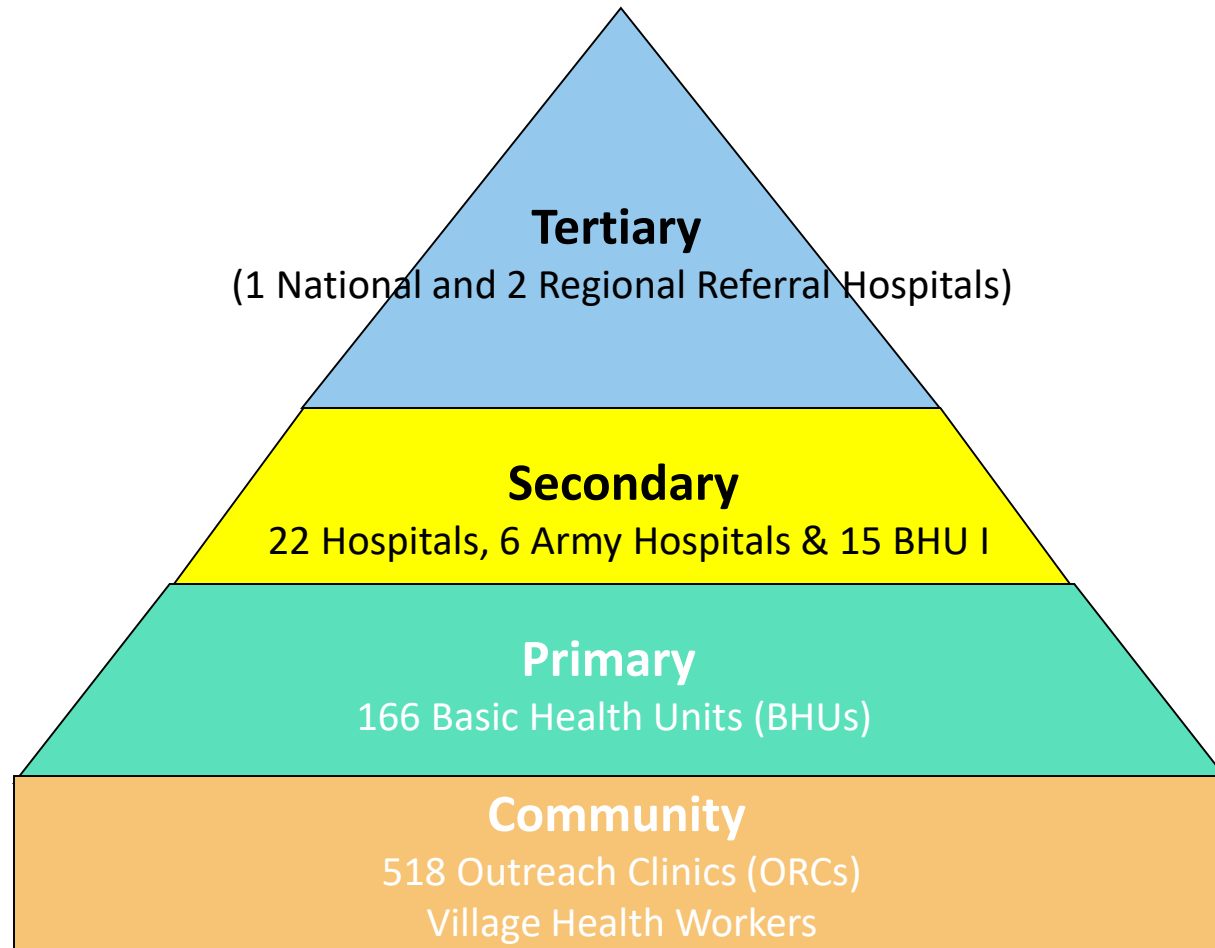 Tertiary
(1 National and 2 Regional Referral Hospitals)
Secondary
22 Hospitals, 6 Army Hospitals & 15 BHU I
Primary
166 Basic Health Units (BHUs)
Community
518 Outreach Clinics (ORCs)
Village Health Workers